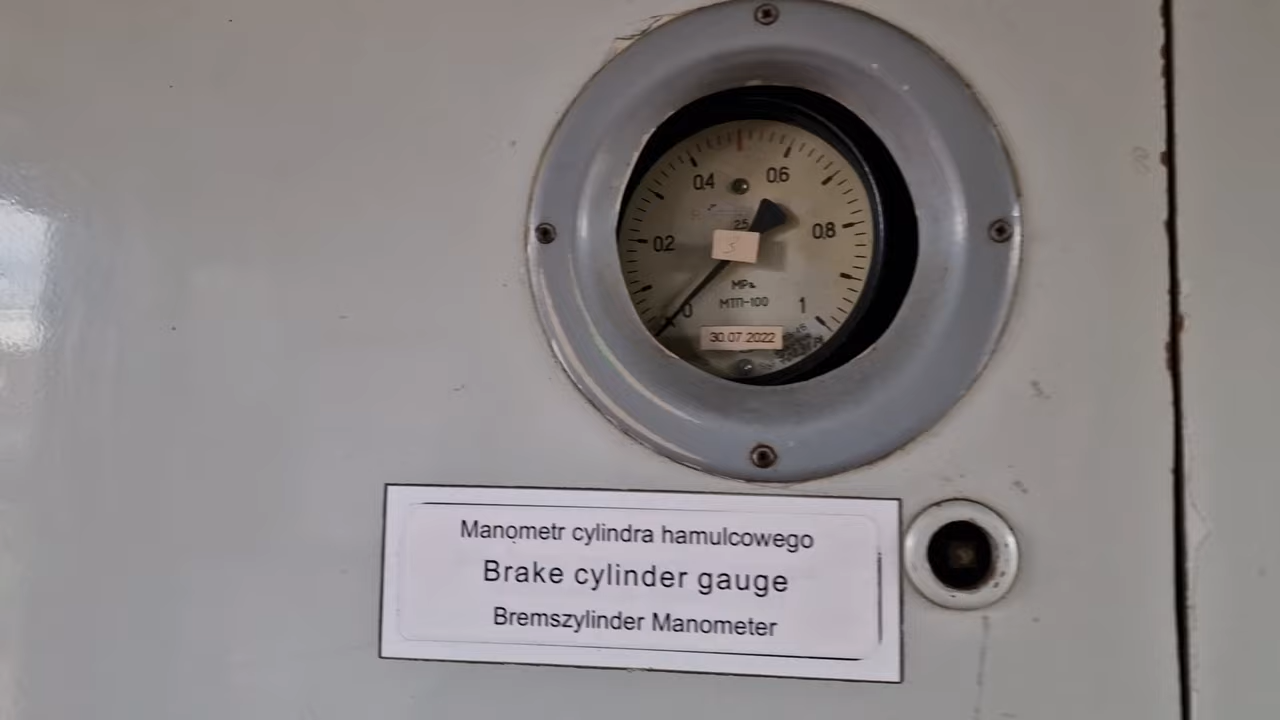 0.4 0.6
0.2 25 0.8
3
MPa
0 МТП-100 1
30.07.2022
Manometr cylindra hamulcowego
Brake cylinder gauge
Bremszylinder Manometer